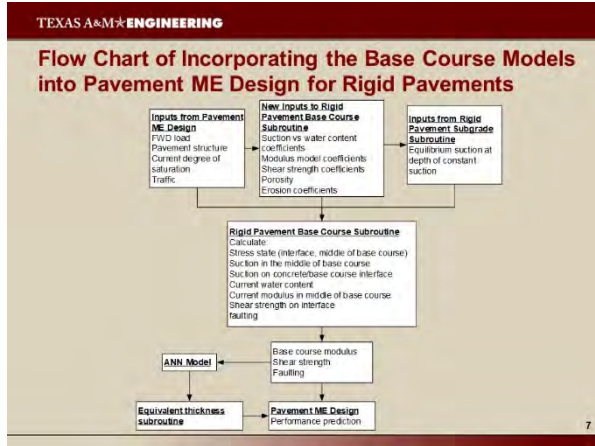 TEXAS A&M★ENGINEERING
Flow Chart of Incorporating the Base Course Models
into Pavement ME Design for Rigid Pavements
Inputs from Pavement
ME Design
FWD load
Pavement structure
Current degree of
saturation
Traffic
New Inputs to Rigid
Pavement Base Course
Subroutine
Suction vs water content
coefficients
Modulus model coefficients
Shear strength coefficients
Porosity
Erosion coefficients
Inputs from Rigid
Pavement Subgrade
Subroutine
Equilibrium suction at
depth of constant
suction
Rigid Pavement Base Course Subroutine
Calculate:
Stress state (interface, middle of base course)
Suction in the middle of base course
Suction on concrete/base course interface
Current water content
Current modulus in middle of base course
Shear strength on interface
faulting
ANN Model
Base course modulus
Shear strength
Faulting
Equivalent thickness
subroutine
Pavement ME Design
Performance prediction
7